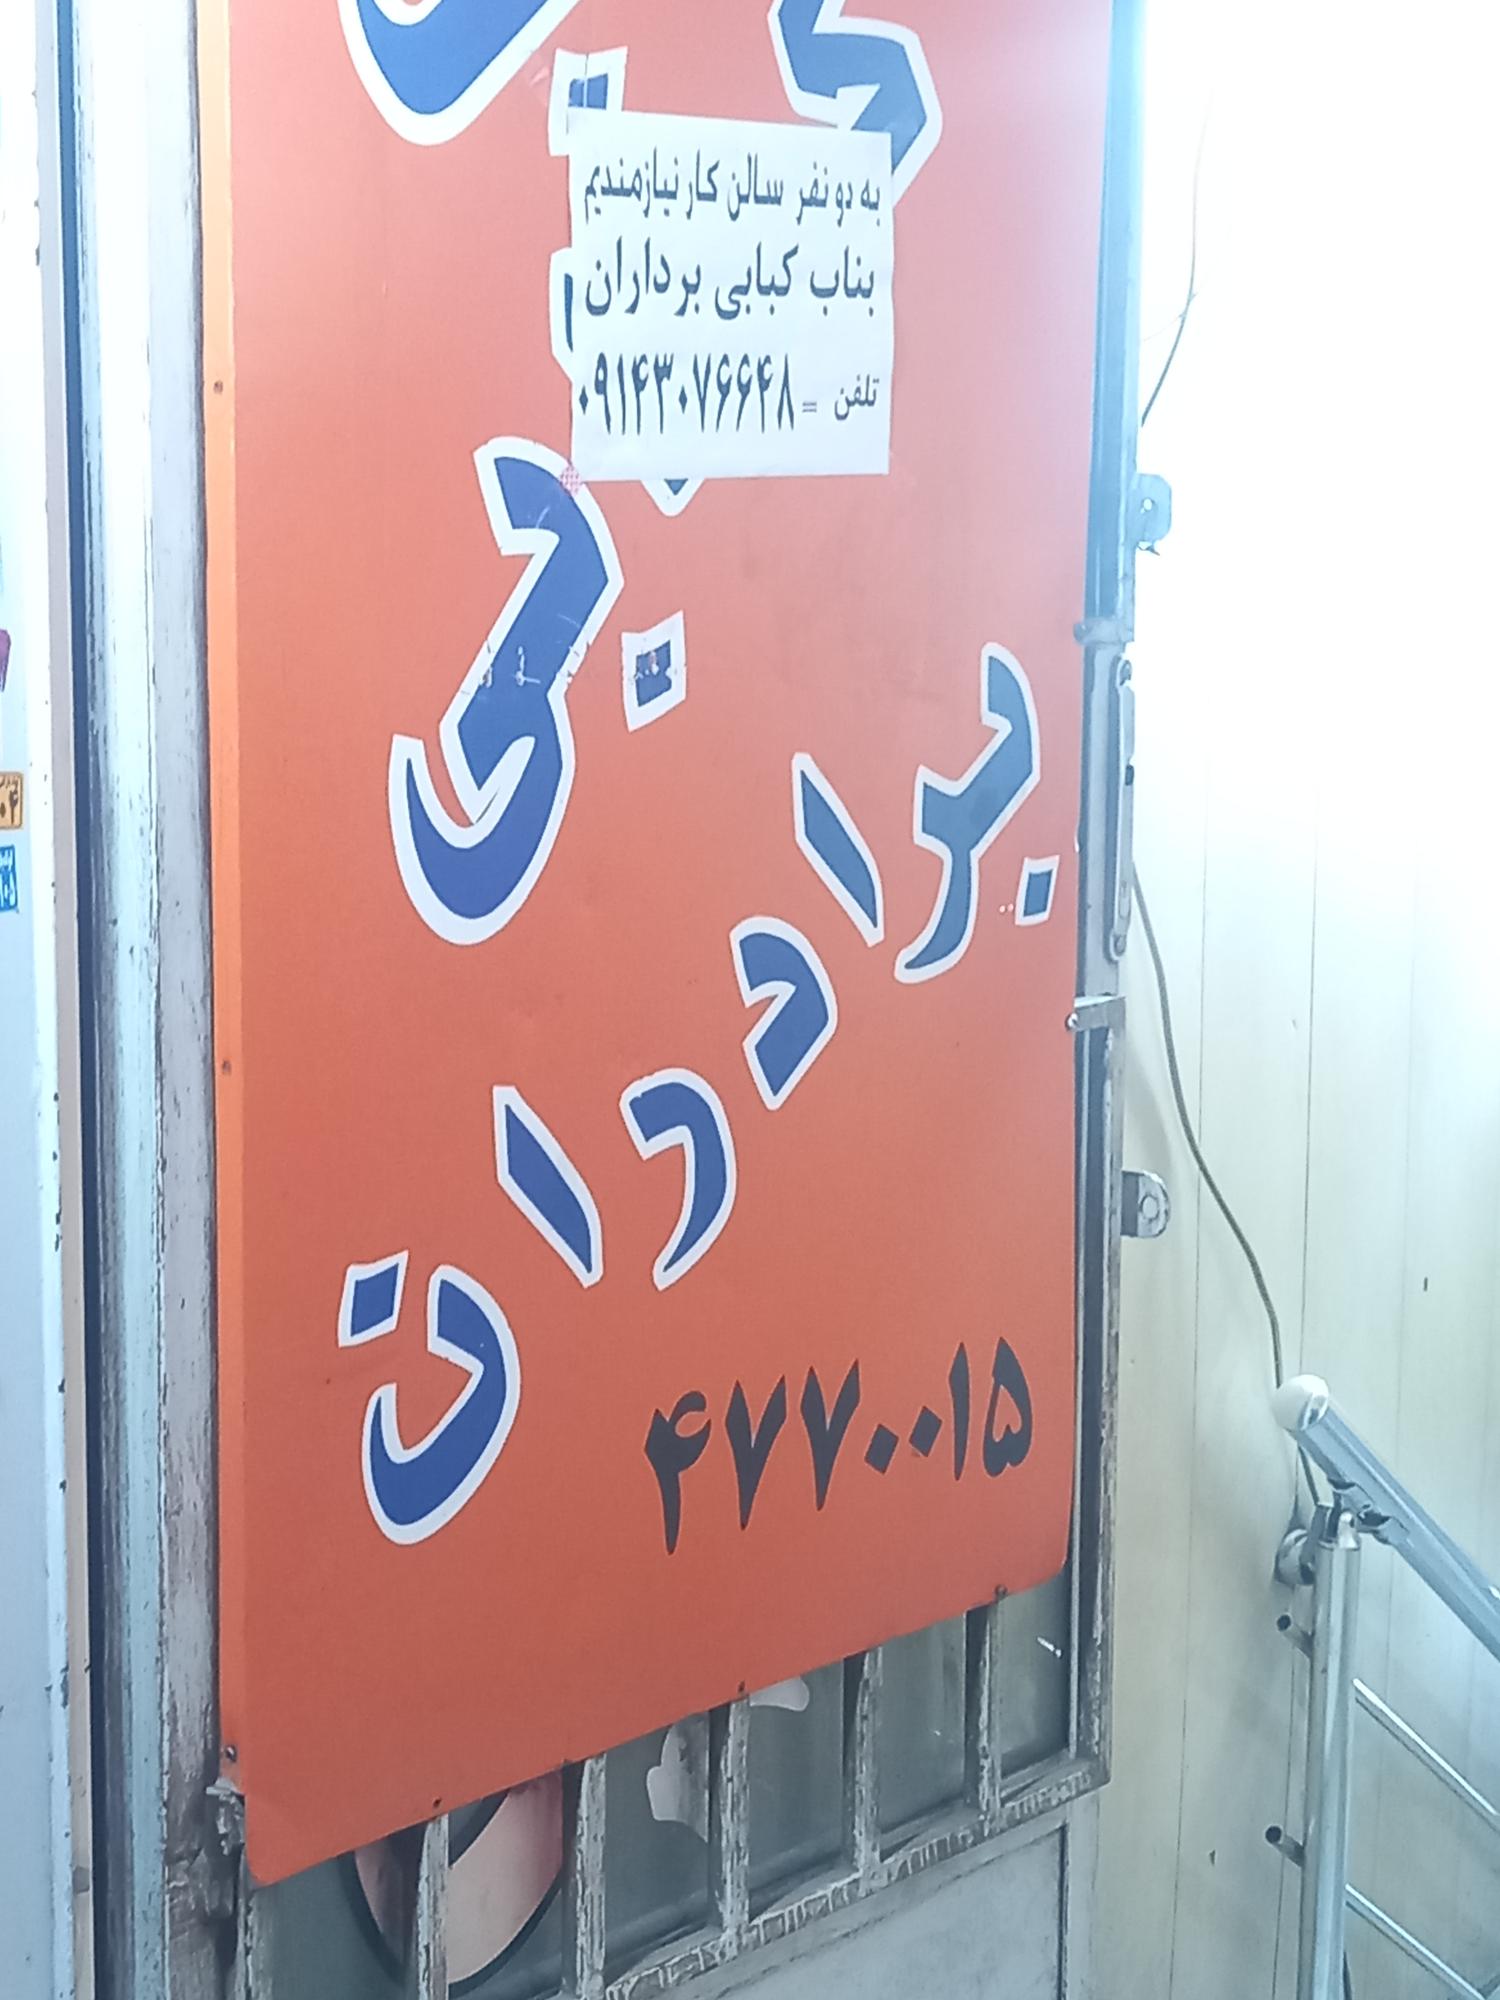 به دو نفر سالن کار نیازمندیم
بناب کبابی برداران
تلفن = ۰۹۱۴۳۰۷۶۶۴۸
برادران
۴۷۷۰۰۱۵